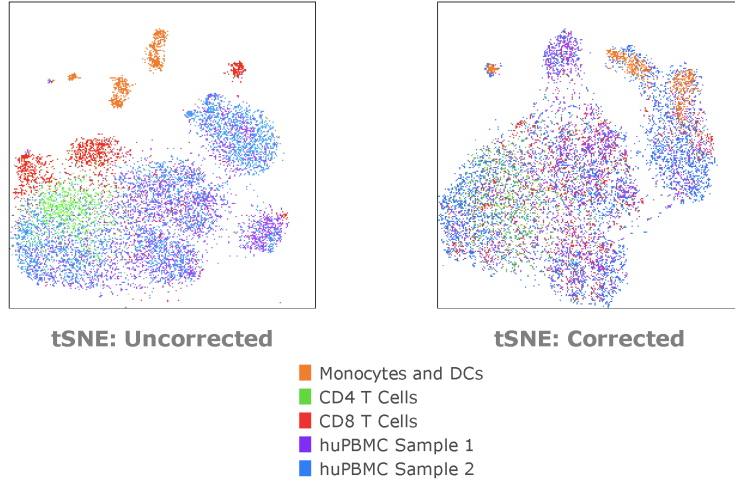 tSNE: Uncorrected
tSNE: Corrected
Monocytes and DCs
CD4 T Cells
CD8 T Cells
huPBMC Sample 1
huPBMC Sample 2